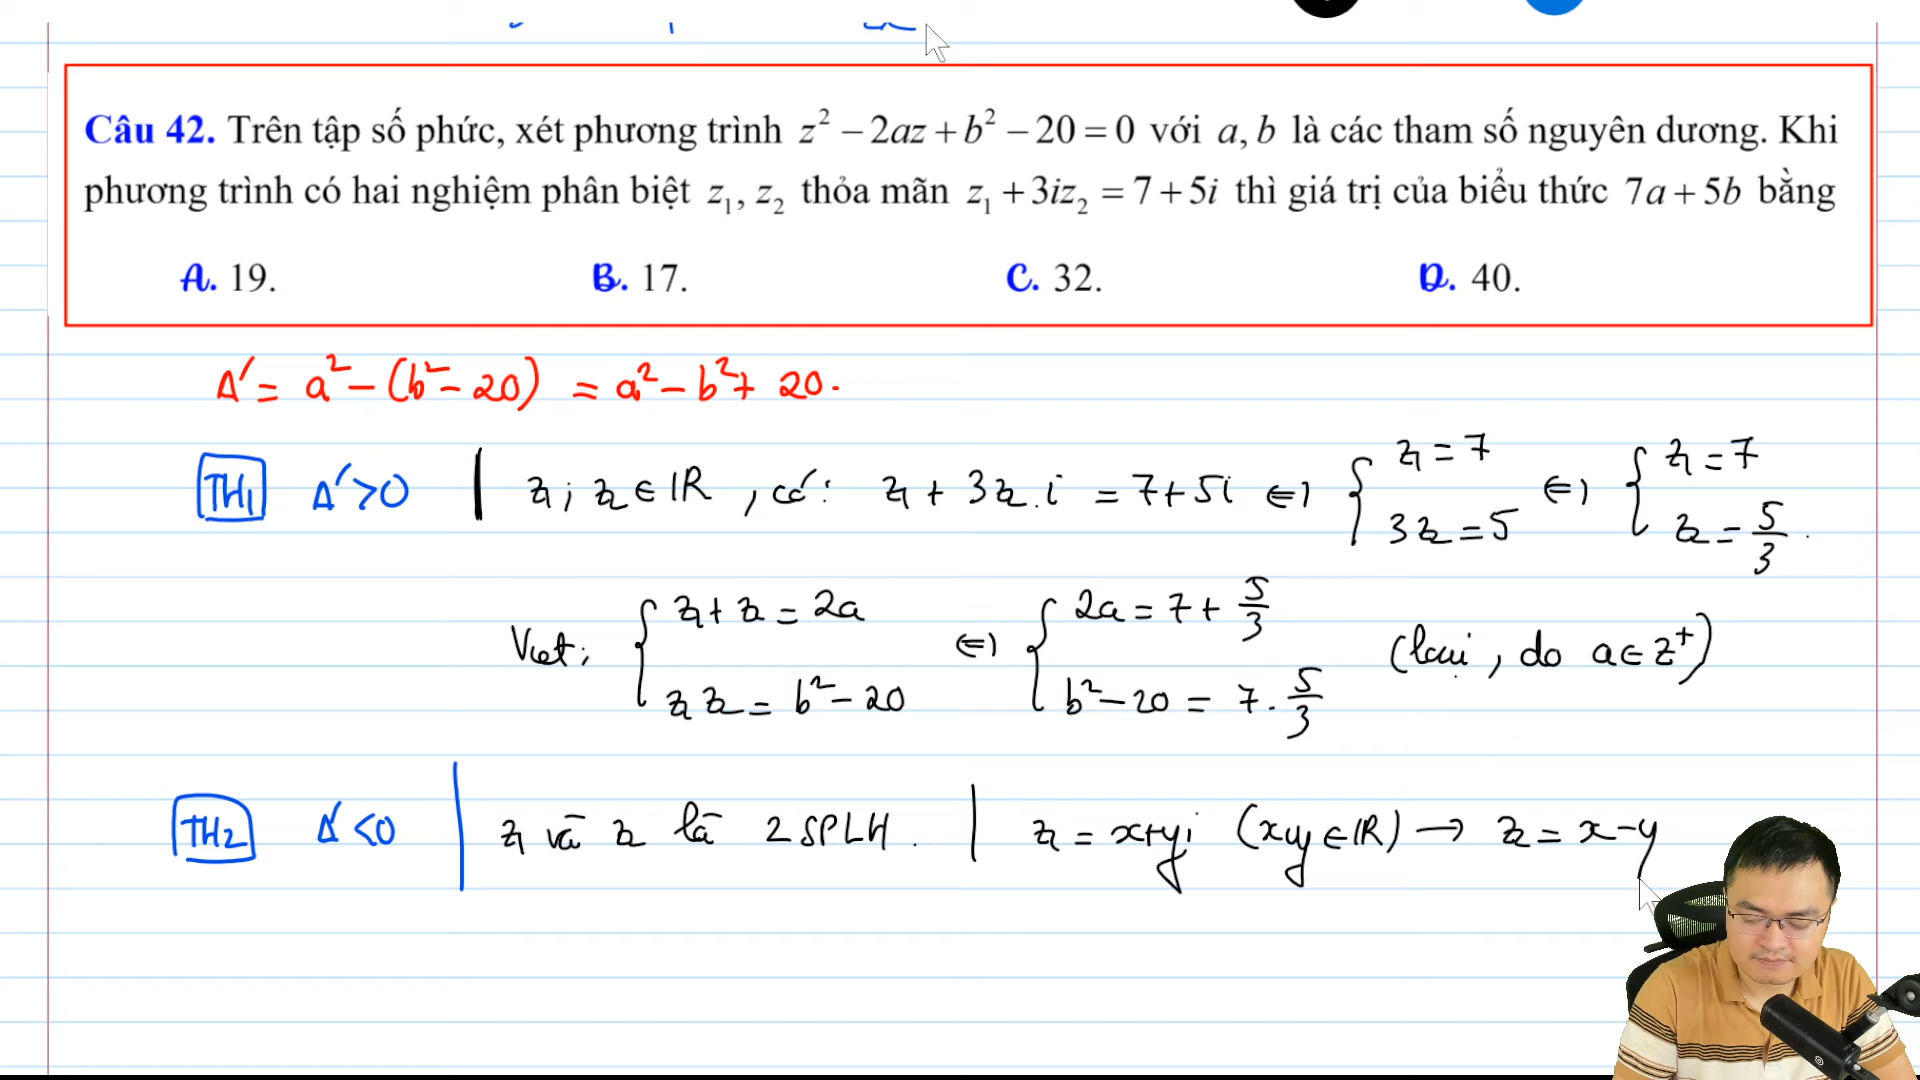 Câu 42. Trên tập số phức, xét phương trình z² − 2az + b² − 20 = 0 với a, b là các tham số nguyên dương. Khi
phương trình có hai nghiệm phân biệt z₁, z₂ thỏa mãn z₁ + 3iz₂ = 7 + 5i thì giá trị của biểu thức 7a + 5b bằng
A. 19. B. 17. C. 32. D. 40.
Δ' = a² − (b² − 20) = a² − b² + 20.
TH1 Δ' > 0 | z₁; z₂ ∈ ℝ, có: z₁ + 3z₂.i = 7 + 5i ⇔ { z₁ = 7 ; 3z₂ = 5 ⇔ { z₁ = 7 ; z₂ = 5/3.
Viet: { z₁ + z₂ = 2a ; z₁z₂ = b² − 20 ⇔ { 2a = 7 + 5/3 ; b² − 20 = 7 . 5/3 (loại, do a ∈ Z⁺)
TH2 Δ' < 0 | z₁ và z₂ là 2 SPLH. | z₁ = x + yi (x,y ∈ ℝ) → z₂ = x − y